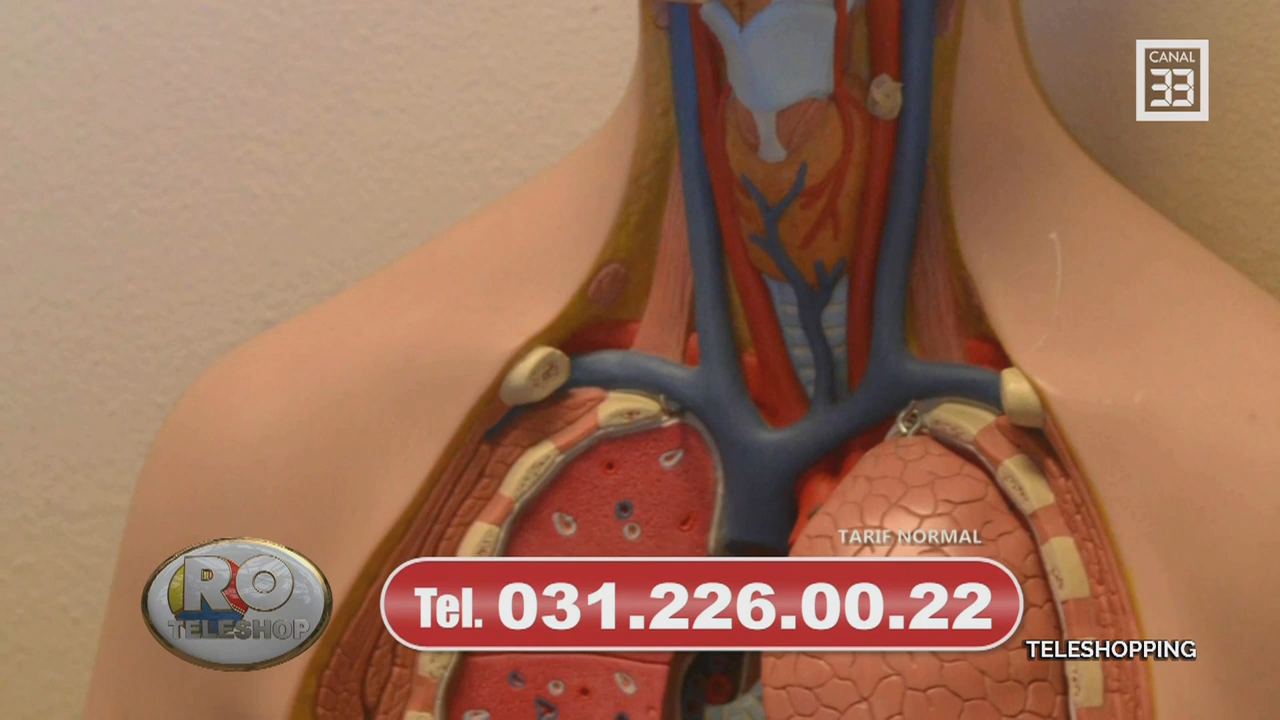 CANAL
33
TARIF NORMAL
Tel. 031.226.00.22
RO
TELESHOP
TELESHOPPING